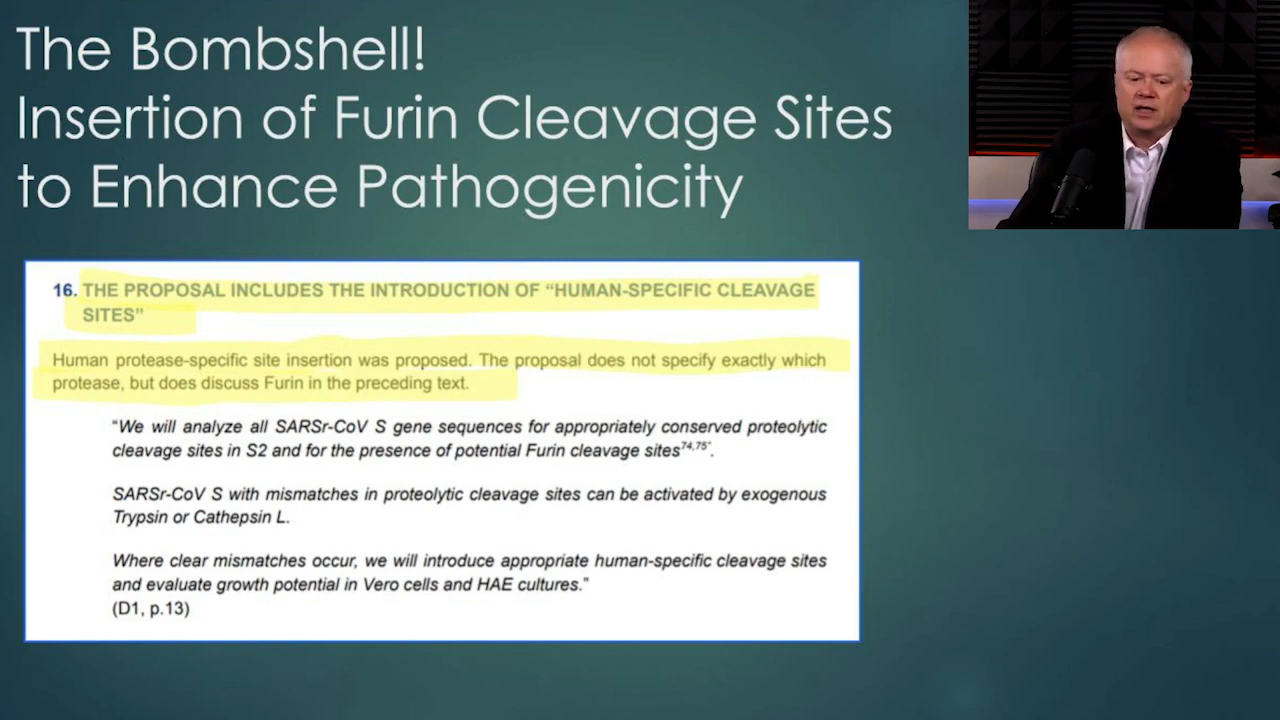 The Bombshell!
Insertion of Furin Cleavage Sites
to Enhance Pathogenicity
16. THE PROPOSAL INCLUDES THE INTRODUCTION OF “HUMAN-SPECIFIC CLEAVAGE
SITES”
Human protease-specific site insertion was proposed. The proposal does not specify exactly which
protease, but does discuss Furin in the preceding text.
“We will analyze all SARSr-CoV S gene sequences for appropriately conserved proteolytic
cleavage sites in S2 and for the presence of potential Furin cleavage sites74,75”.
SARSr-CoV S with mismatches in proteolytic cleavage sites can be activated by exogenous
Trypsin or Cathepsin L.
Where clear mismatches occur, we will introduce appropriate human-specific cleavage sites
and evaluate growth potential in Vero cells and HAE cultures.”
(D1, p.13)